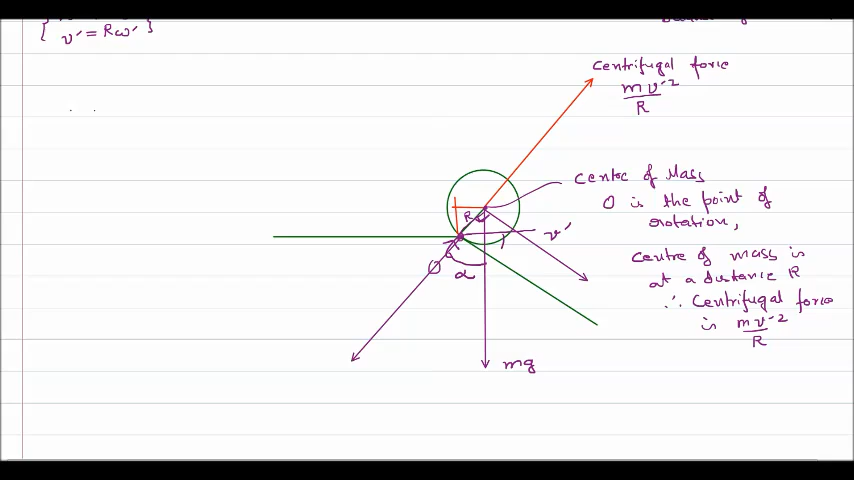 { v' = Rω' }
Centrifugal force
mv'²
R
Centre of Mass
O is the point of
rotation,
R
v'
centre of mass is
at a distance R
O
α
∴ Centrifugal force
is mv'²
R
mg